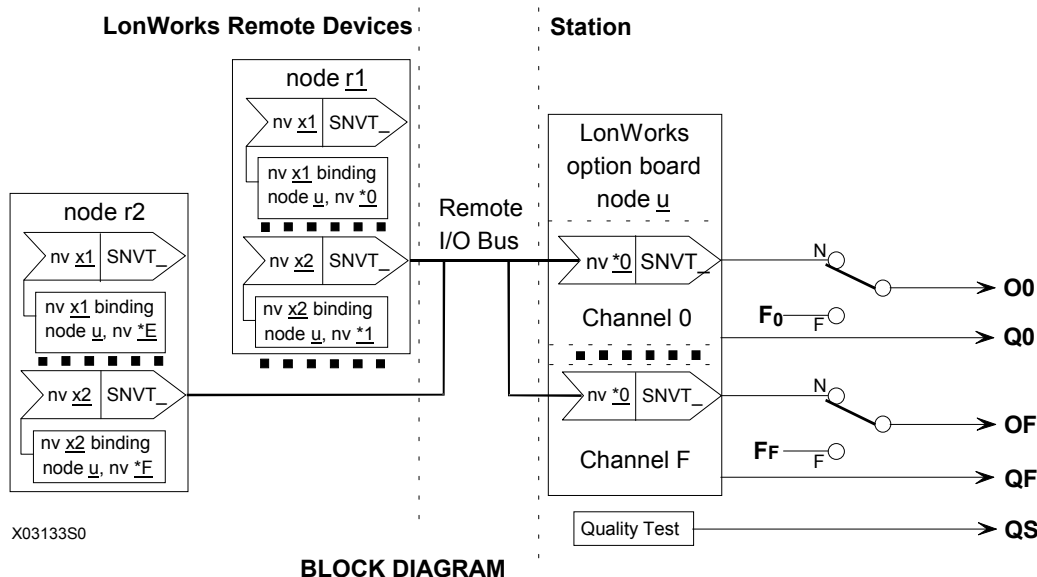 LonWorks Remote Devices
Station
node r1
nv x1 SNVT_
nv x1 binding
node u, nv *0
nv x2 SNVT_
nv x2 binding
node u, nv *1
node r2
nv x1 SNVT_
nv x1 binding
node u, nv *E
nv x2 SNVT_
nv x2 binding
node u, nv *F
Remote
I/O Bus
LonWorks
option board
node u
nv *0 SNVT_
Channel 0
nv *0 SNVT_
Channel F
N
F0
F
O0
Q0
N
FF
F
OF
QF
Quality Test
QS
X03133S0
BLOCK DIAGRAM